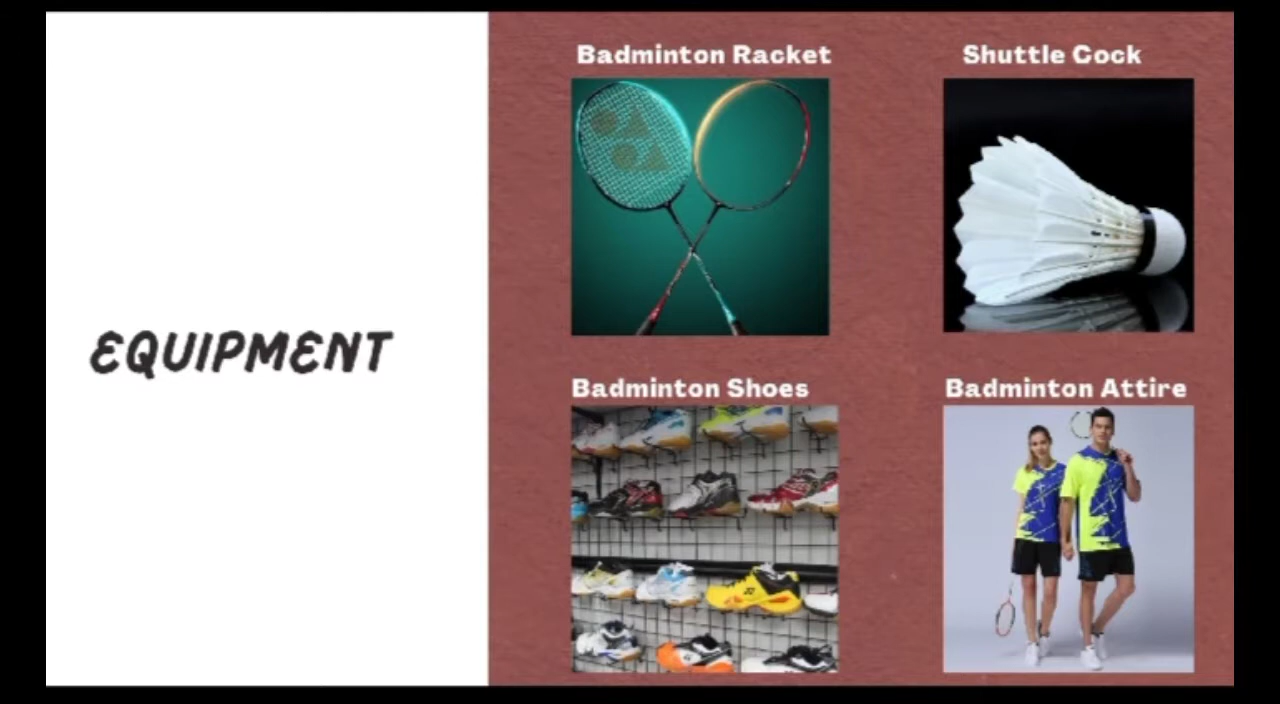 EQUIPMENT
Badminton Racket
Shuttle Cock
Badminton Shoes
Badminton Attire